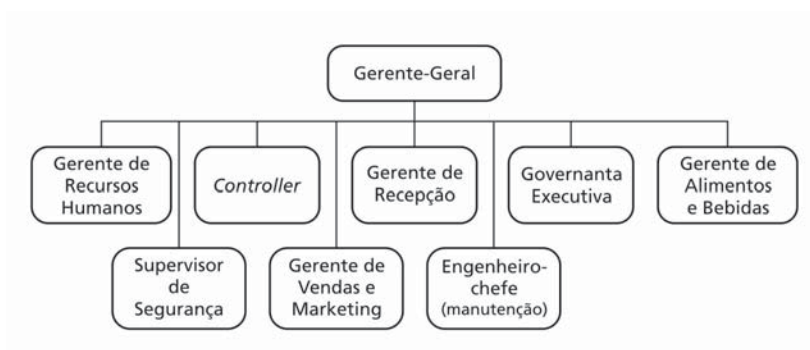 Gerente-Geral
Gerente de
Recursos
Humanos
Controller
Gerente de
Recepção
Governanta
Executiva
Gerente de
Alimentos
e Bebidas
Supervisor
de
Segurança
Gerente de
Vendas e
Marketing
Engenheiro-
chefe
(manutenção)